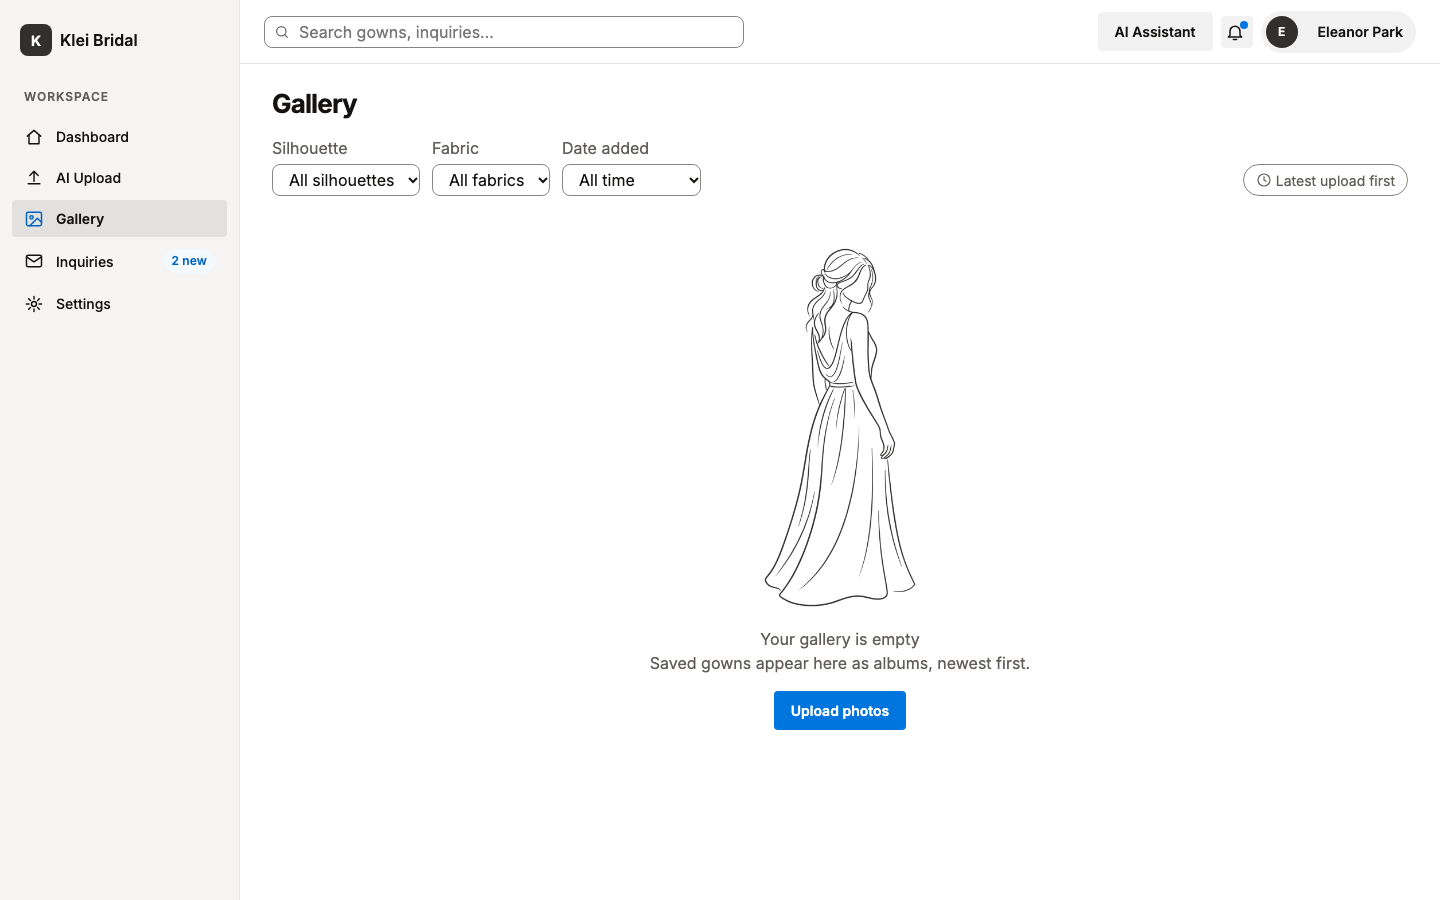 K Klei Bridal
WORKSPACE
Dashboard
AI Upload
Gallery
Inquiries 2 new
Settings
Search gowns, inquiries...
AI Assistant
E Eleanor Park
Gallery
Silhouette Fabric Date added
All silhouettes All fabrics All time
Latest upload first
Your gallery is empty
Saved gowns appear here as albums, newest first.
Upload photos